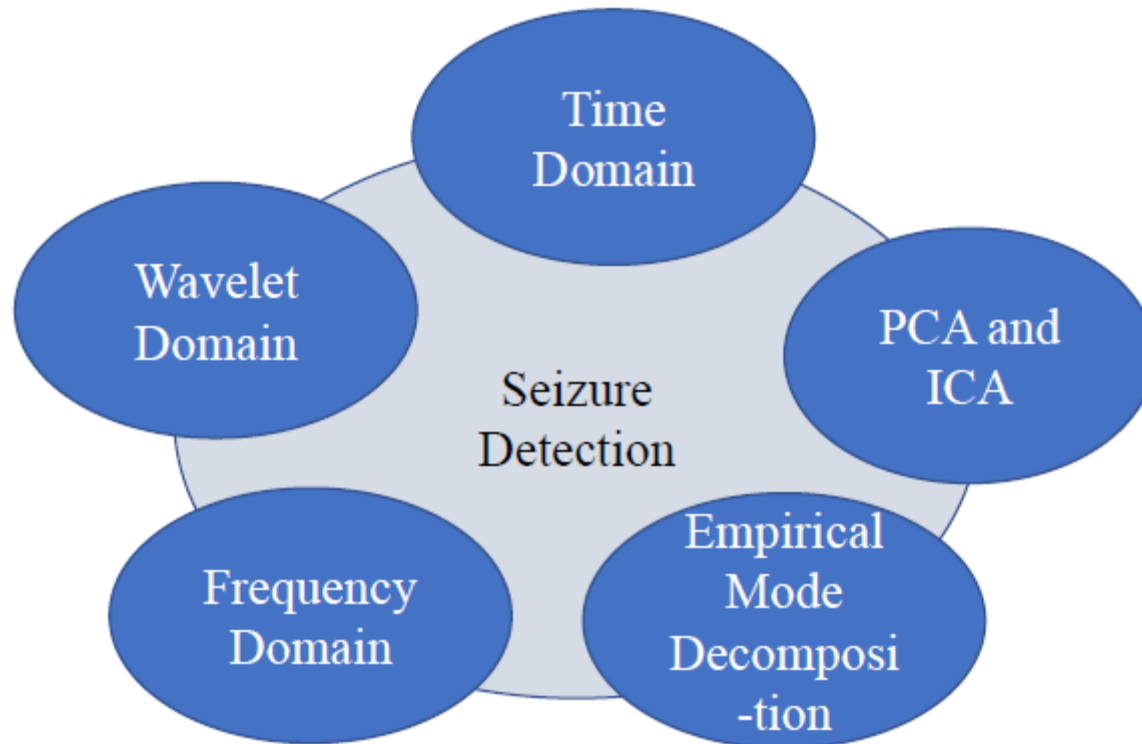 Time
Domain
Wavelet
Domain
PCA and
ICA
Seizure
Detection
Frequency
Domain
Empirical
Mode
Decomposi
-tion